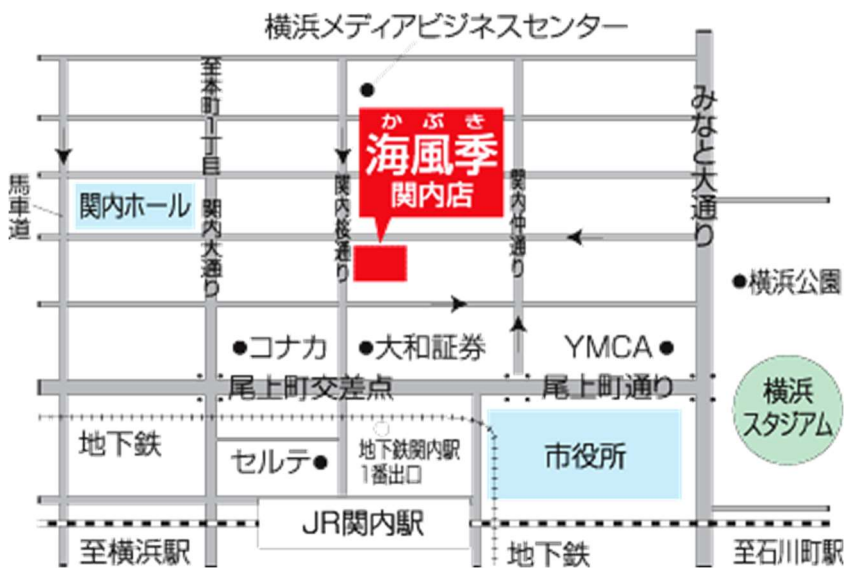 横浜メディアビジネスセンター
至本町1丁目
みなと大通り
かぶき
海風季
関内店
馬車道
関内ホール
関内大通り
関内桜通り
関内仲通り
●横浜公園
●コナカ
●大和証券
YMCA●
尾上町交差点
尾上町通り
横浜
スタジアム
地下鉄
セルテ●
地下鉄関内駅
1番出口
市役所
JR関内駅
至横浜駅
地下鉄
至石川町駅